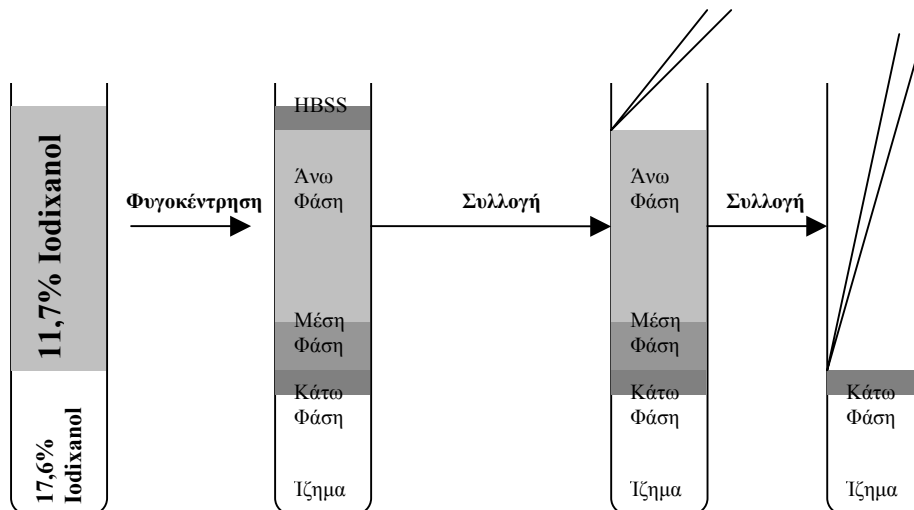 11,7% Iodixanol
17,6%
Iodixanol
Φυγοκέντρηση
HBSS
Άνω
Φάση
Μέση
Φάση
Κάτω
Φάση
Ίζημα
Συλλογή
Άνω
Φάση
Μέση
Φάση
Κάτω
Φάση
Ίζημα
Συλλογή
Κάτω
Φάση
Ίζημα